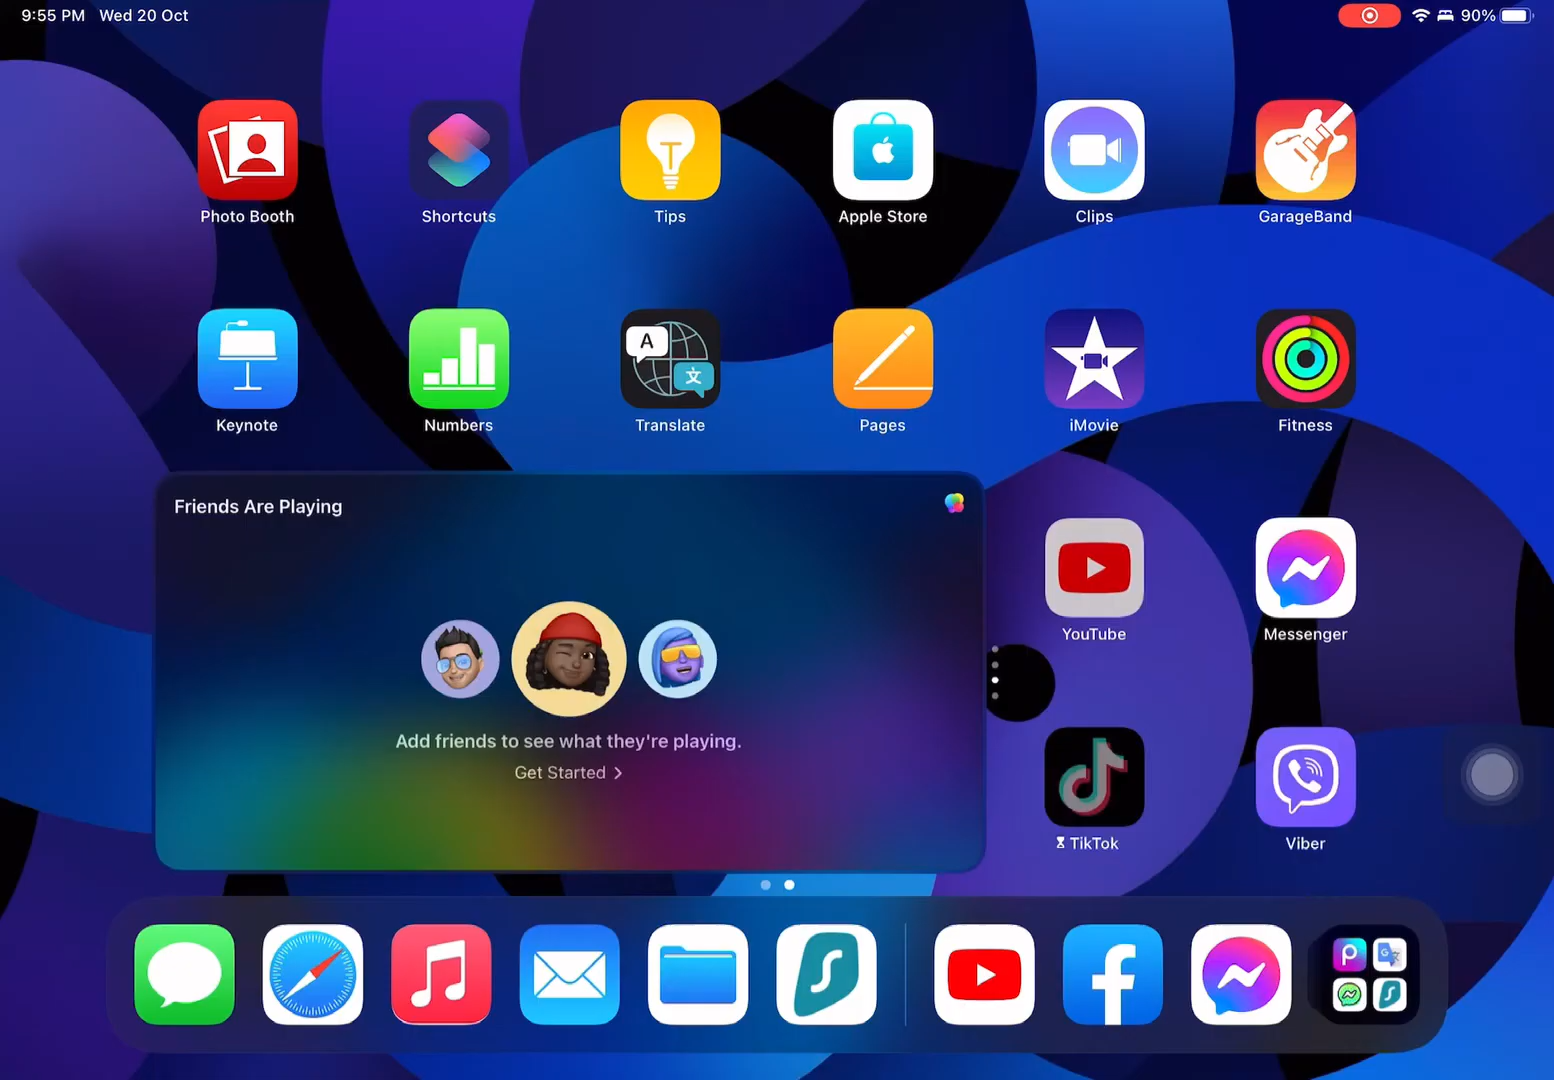 9:55 PM Wed 20 Oct
90%
Photo Booth
Shortcuts
Tips
Apple Store
Clips
GarageBand
A
文
Keynote
Numbers
Translate
Pages
iMovie
Fitness
Friends Are Playing
YouTube
Messenger
Add friends to see what they're playing.
Get Started
TikTok
Viber